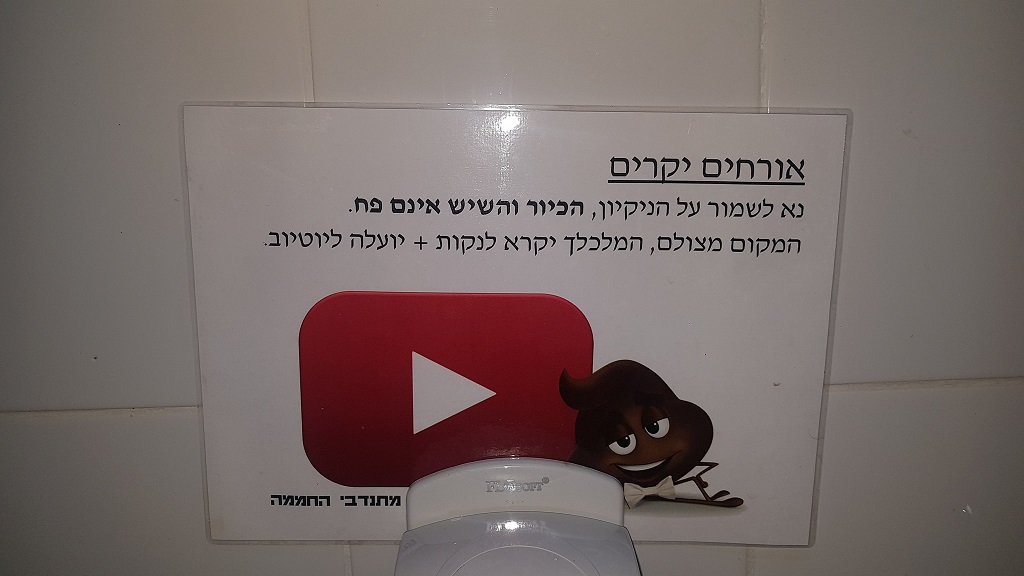 אורחים יקרים
נא לשמור על הניקיון, הכיור והשיש אינם פח.
המקום מצולם, המלכלך יקרא לנקות + יועלה ליוטיוב.
מתנדבי החממה